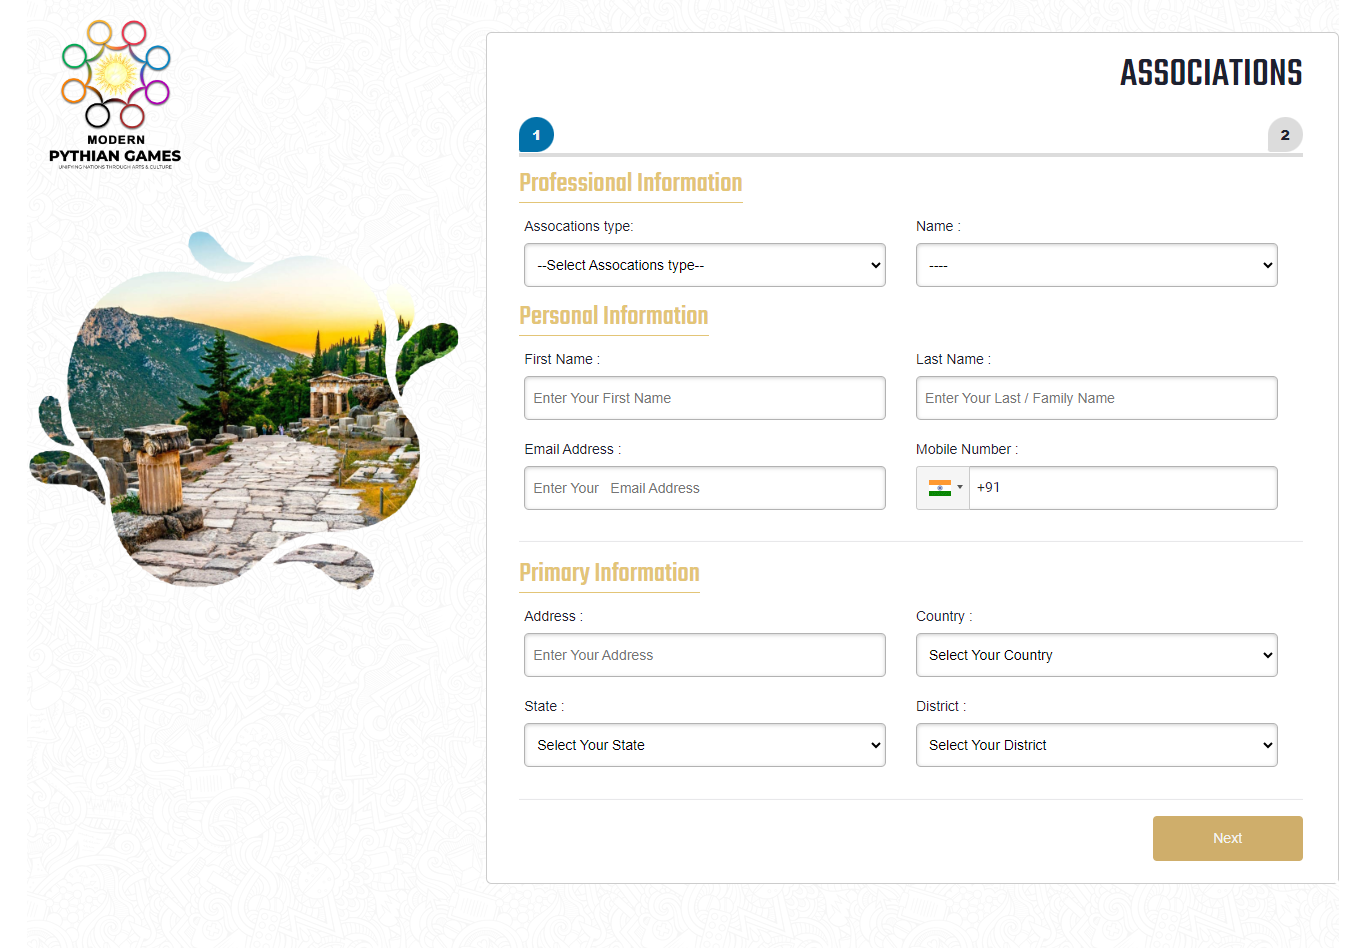 MODERN
PYTHIAN GAMES
UNIFYING NATIONS THROUGH ARTS & CULTURE
ASSOCIATIONS
1 2
Professional Information
Assocations type: Name :
--Select Assocations type-- ----
Personal Information
First Name : Last Name :
Enter Your First Name Enter Your Last / Family Name
Email Address : Mobile Number :
Enter Your Email Address +91
Primary Information
Address : Country :
Enter Your Address Select Your Country
State : District :
Select Your State Select Your District
Next